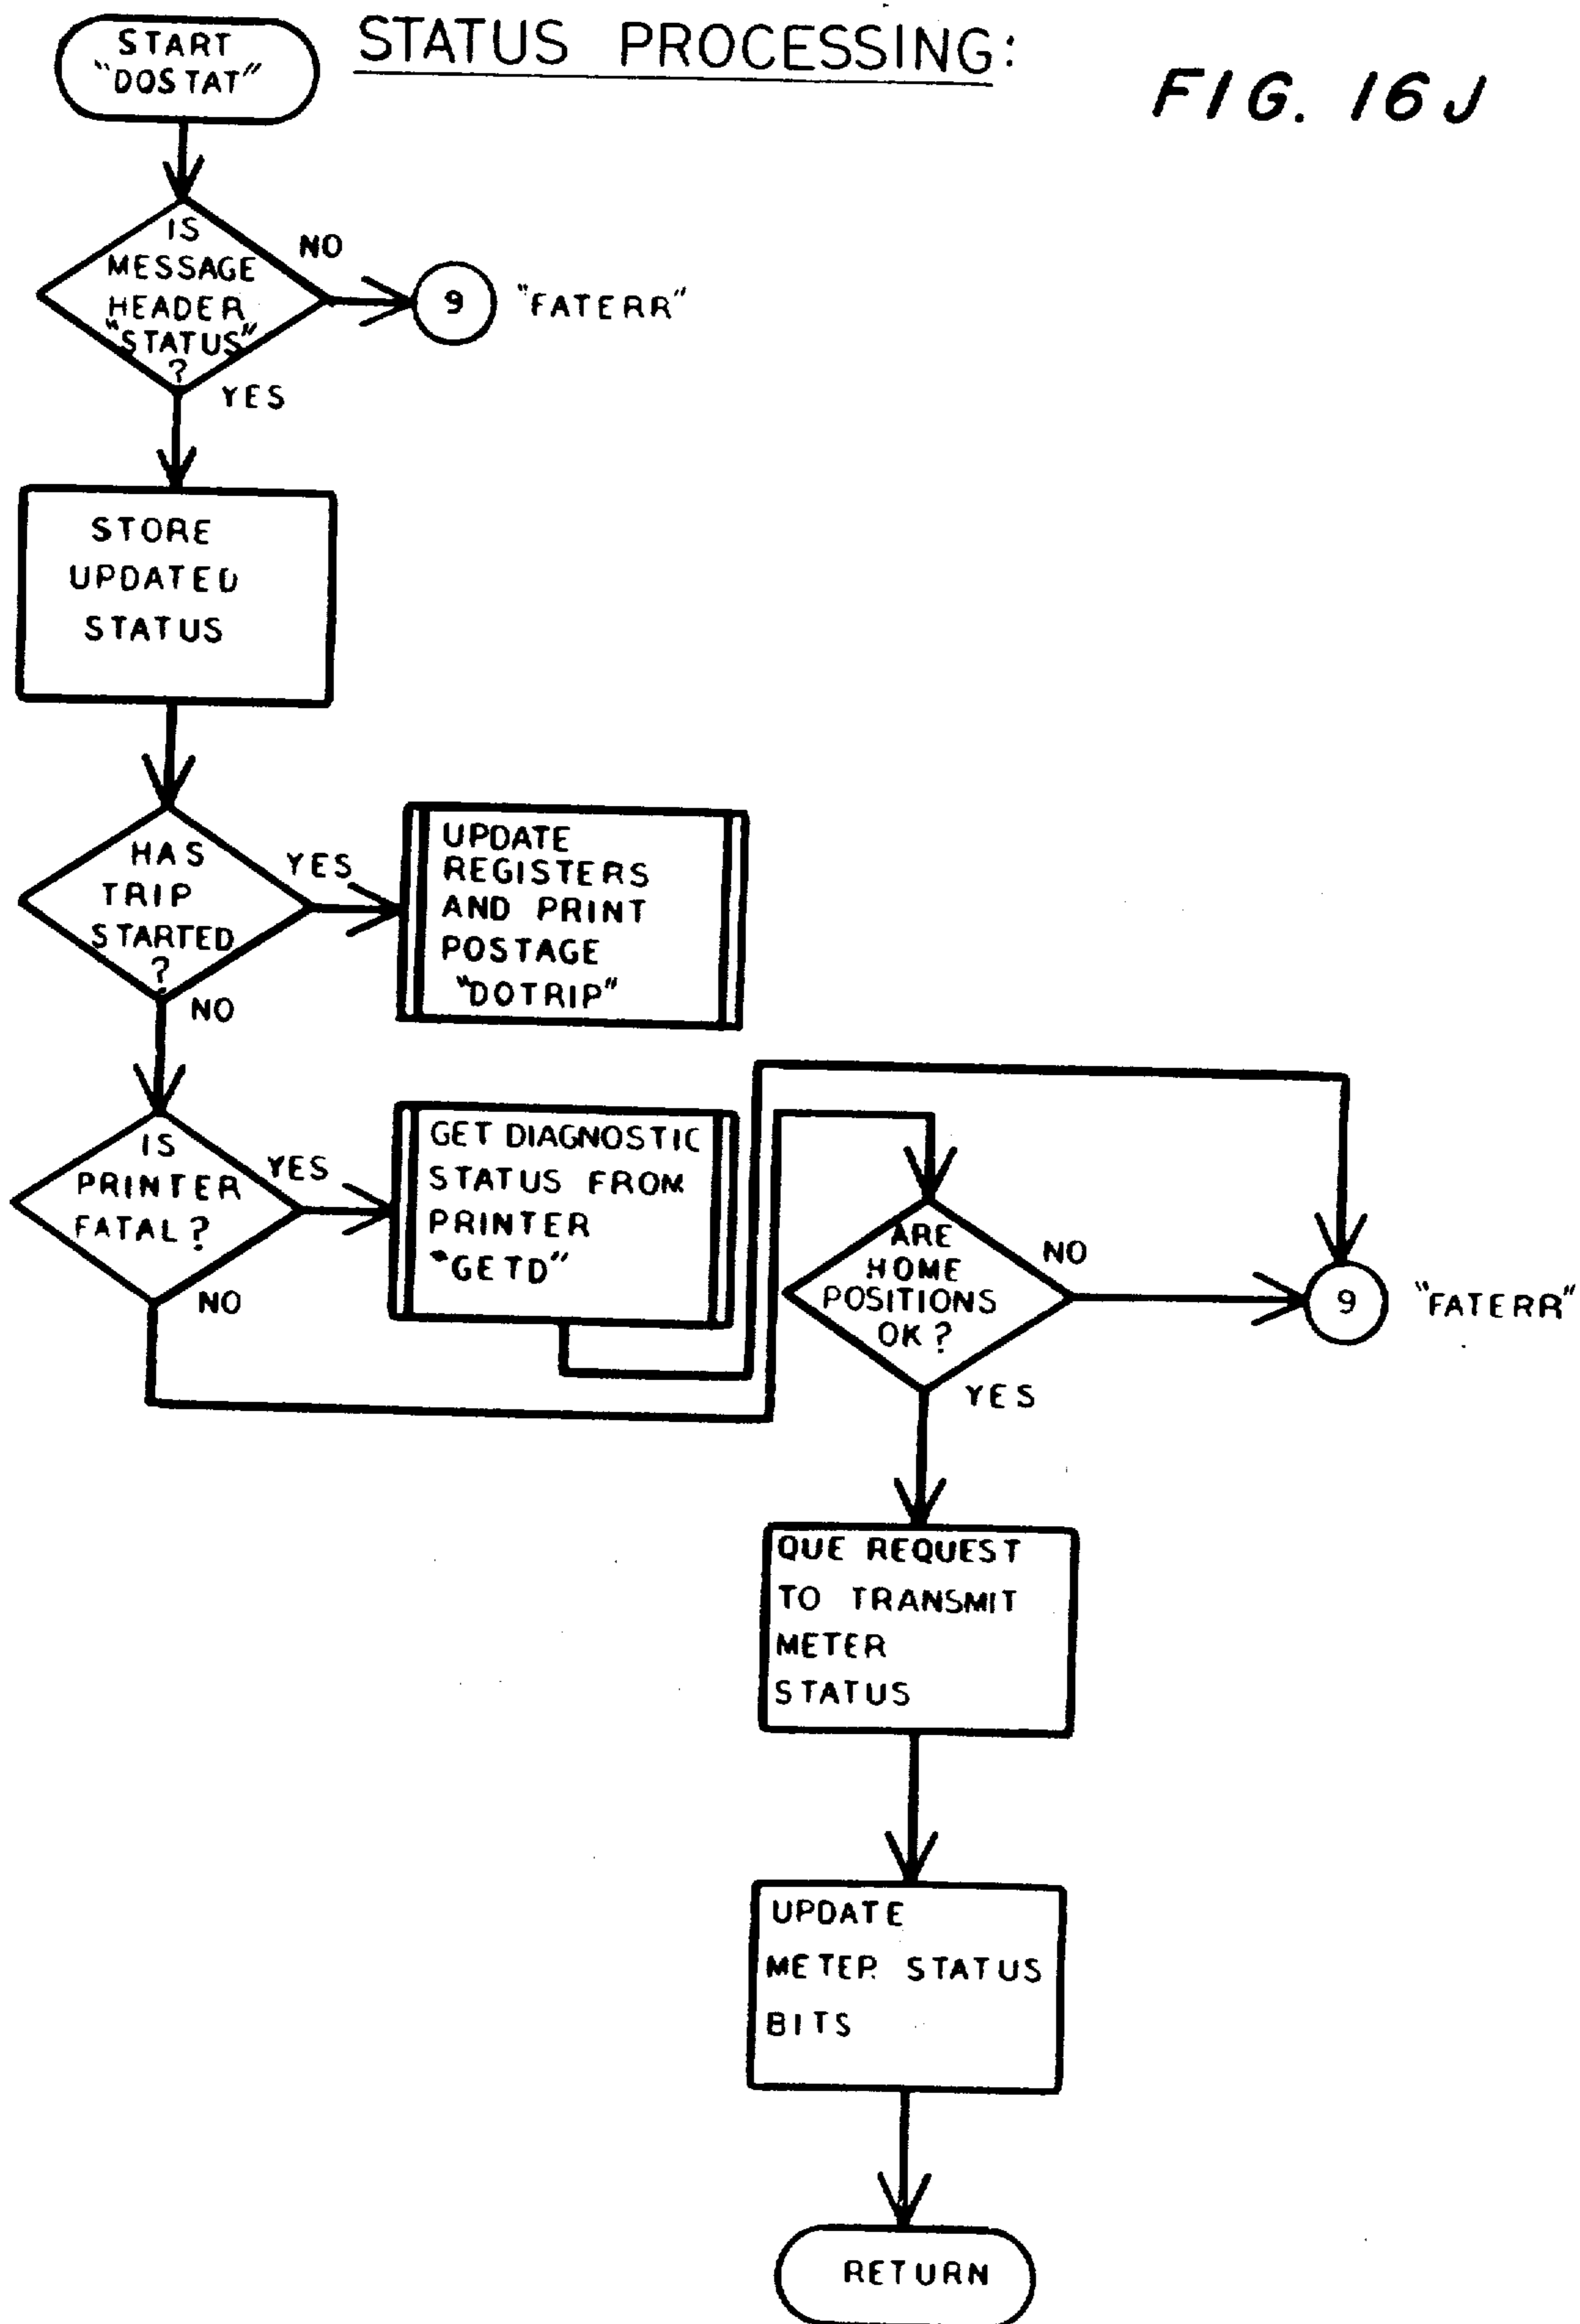 START
"DOSTAT"
STATUS PROCESSING:
FIG. 16J
IS
MESSAGE
HEADER
"STATUS"
?
NO
9
"FATERR"
YES
STORE
UPDATED
STATUS
HAS
TRIP
STARTED
?
YES
NO
UPDATE
REGISTERS
AND PRINT
POSTAGE
"DOTRIP"
IS
PRINTER
FATAL?
YES
NO
GET DIAGNOSTIC
STATUS FROM
PRINTER
"GETD"
ARE
HOME
POSITIONS
OK?
NO
9
"FATERR"
YES
QUE REQUEST
TO TRANSMIT
METER
STATUS
UPDATE
METER STATUS
BITS
RETURN